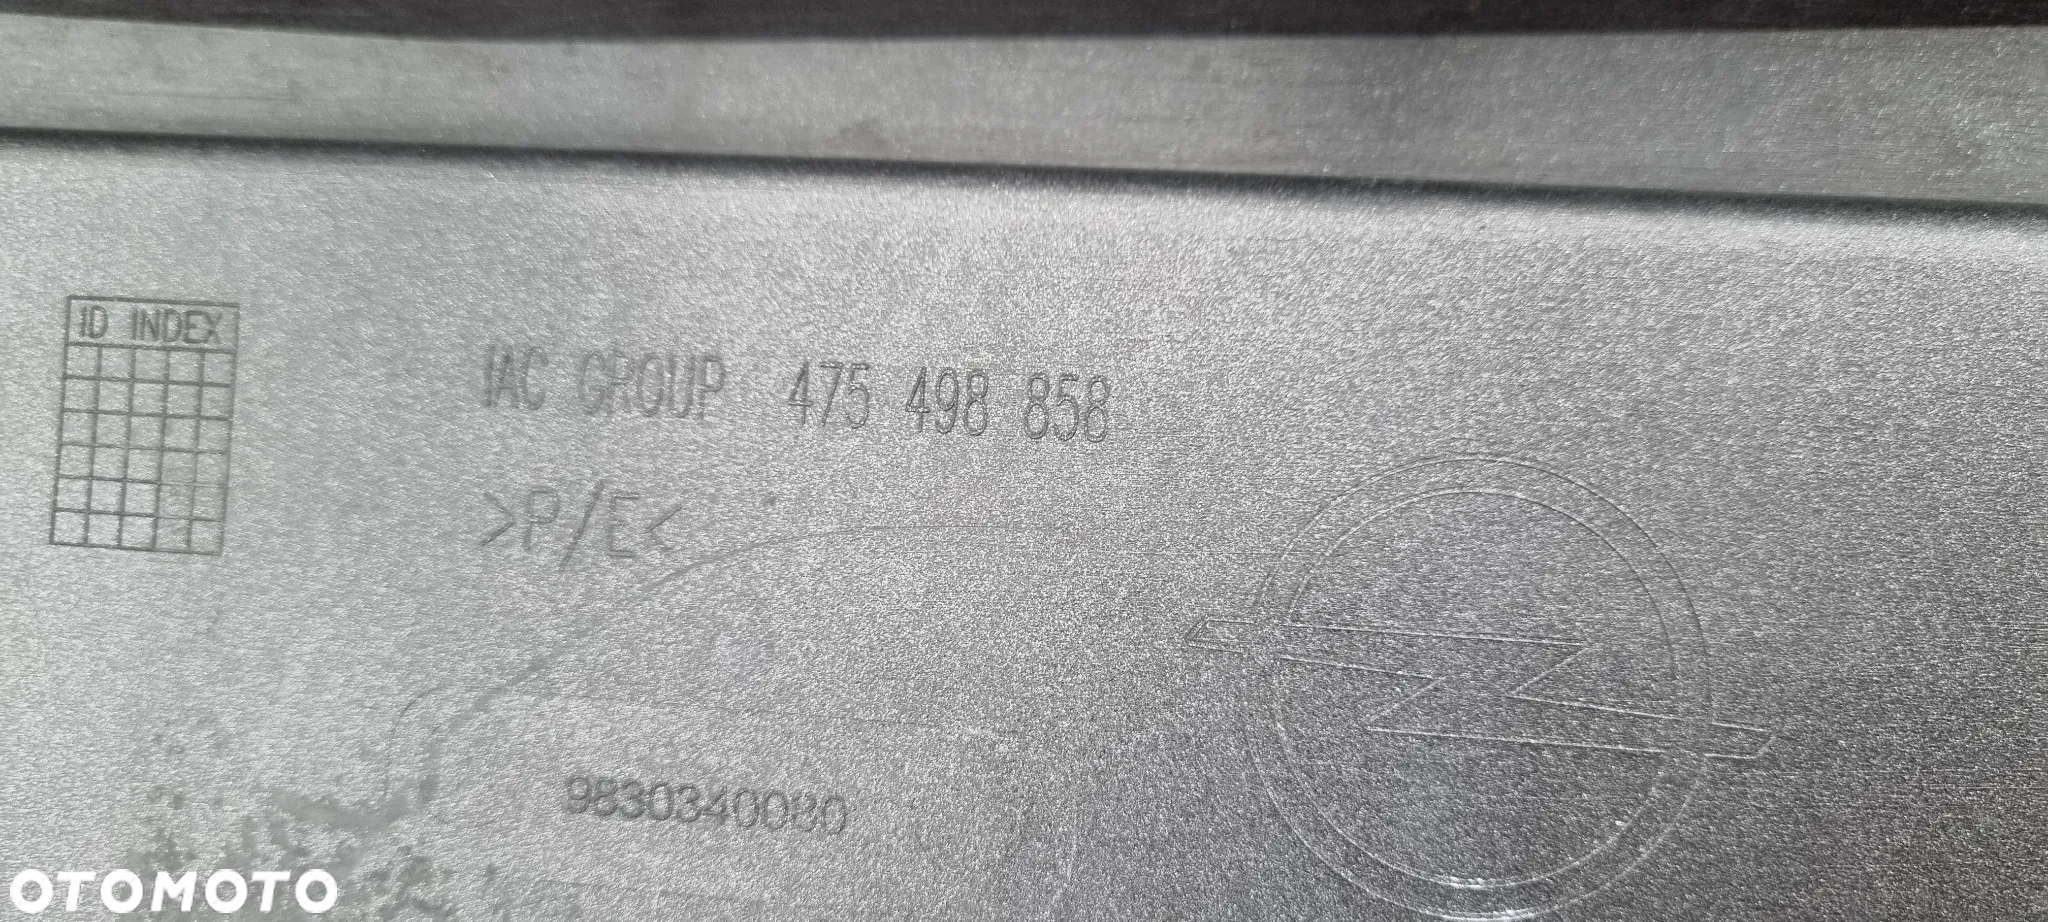 ID INDEX
IAC GROUP 475 498 858
>P/E<
9830340080
OTOMOTO